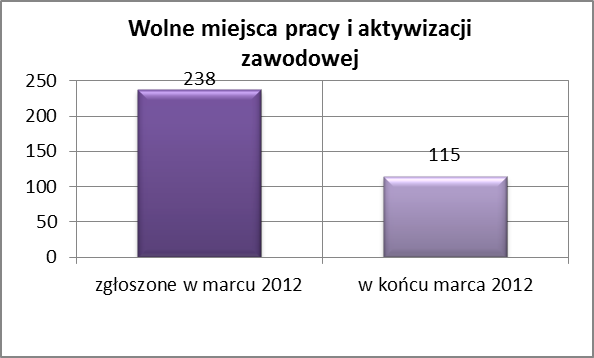 Wolne miejsca pracy i aktywizacji
zawodowej
250
200
150
100
50
0
238
115
zgłoszone w marcu 2012
w końcu marca 2012